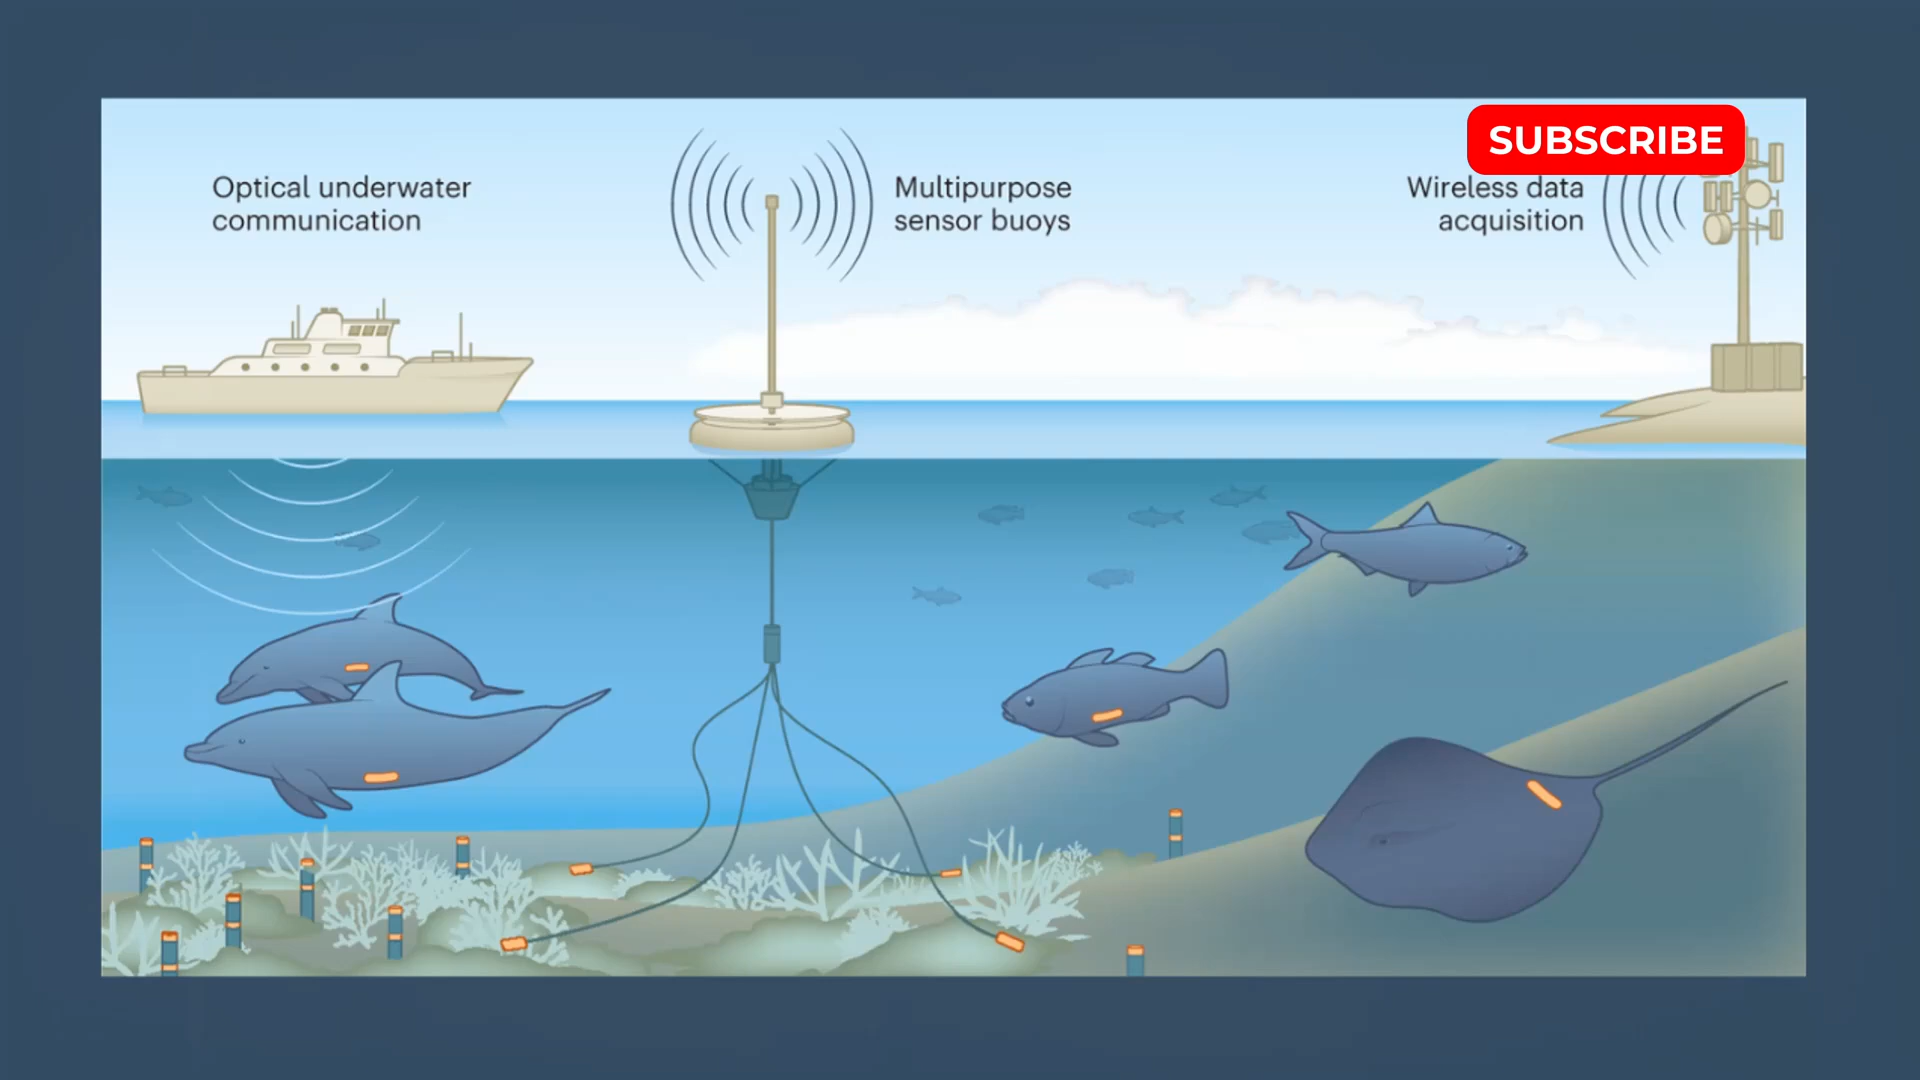 SUBSCRIBE
Optical underwater
communication
Multipurpose
sensor buoys
Wireless data
acquisition